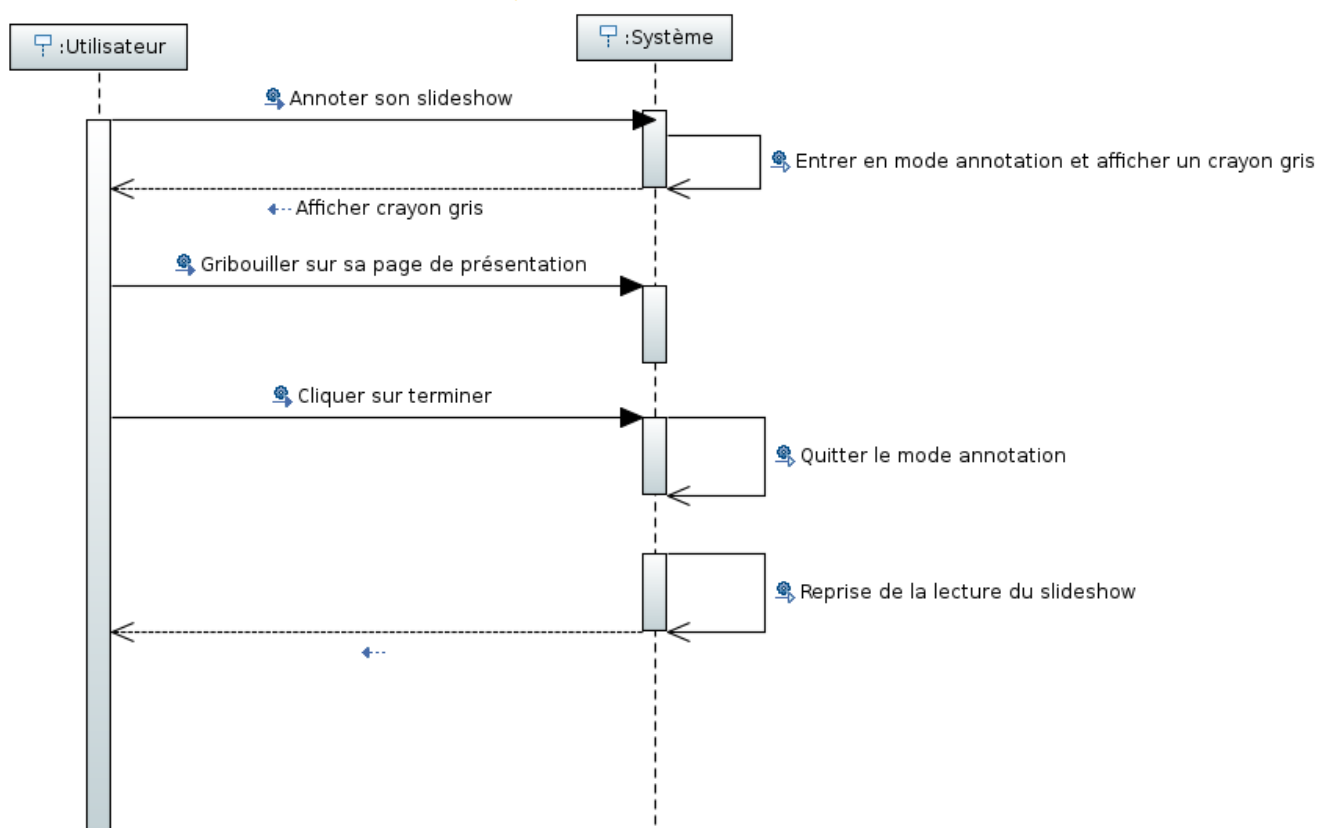 :Utilisateur
:Système
Annoter son slideshow
Entrer en mode annotation et afficher un crayon gris
Afficher crayon gris
Gribouiller sur sa page de présentation
Cliquer sur terminer
Quitter le mode annotation
Reprise de la lecture du slideshow